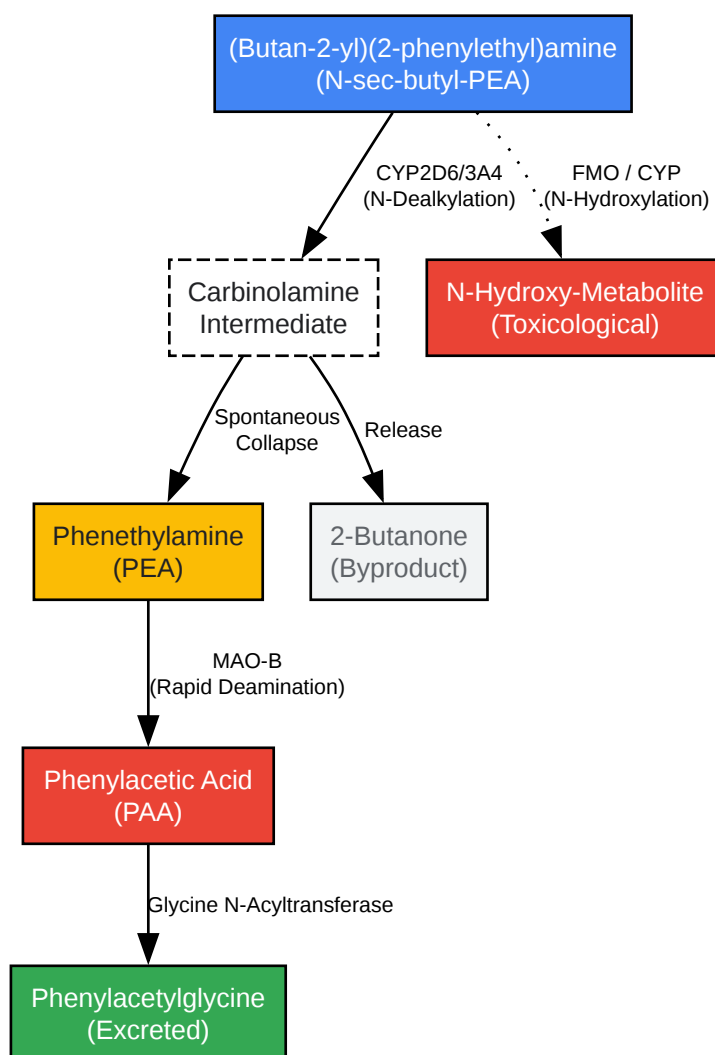 (Butan-2-yl)(2-phenylethyl)amine
(N-sec-butyl-PEA)
CYP2D6/3A4
(N-Dealkylation)
FMO / CYP
(N-Hydroxylation)
Carbinolamine
Intermediate
N-Hydroxy-Metabolite
(Toxicological)
Spontaneous
Collapse
Release
Phenethylamine
(PEA)
2-Butanone
(Byproduct)
MAO-B
(Rapid Deamination)
Phenylacetic Acid
(PAA)
Glycine N-Acyltransferase
Phenylacetylglycine
(Excreted)